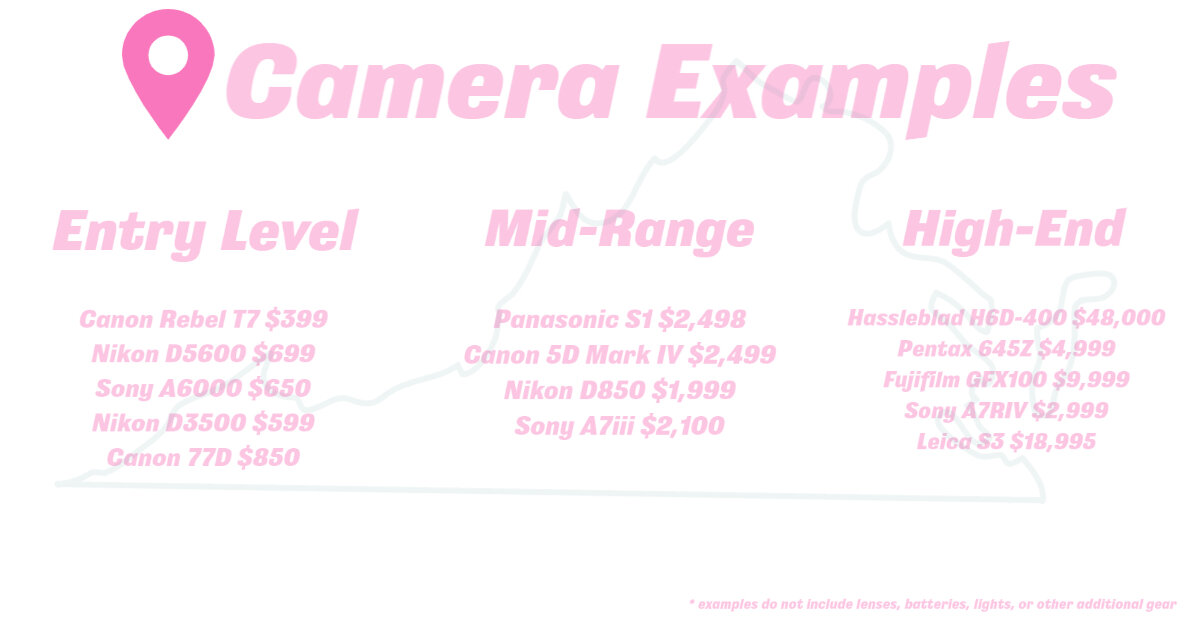 Camera Examples
Entry Level
Canon Rebel T7 $399
Nikon D5600 $699
Sony A6000 $650
Nikon D3500 $599
Canon 77D $850
Mid-Range
Panasonic S1 $2,498
Canon 5D Mark IV $2,499
Nikon D850 $1,999
Sony A7iii $2,100
High-End
Hassleblad H6D-400 $48,000
Pentax 645Z $4,999
Fujifilm GFX100 $9,999
Sony A7RIV $2,999
Leica S3 $18,995
* examples do not include lenses, batteries, lights, or other additional gear